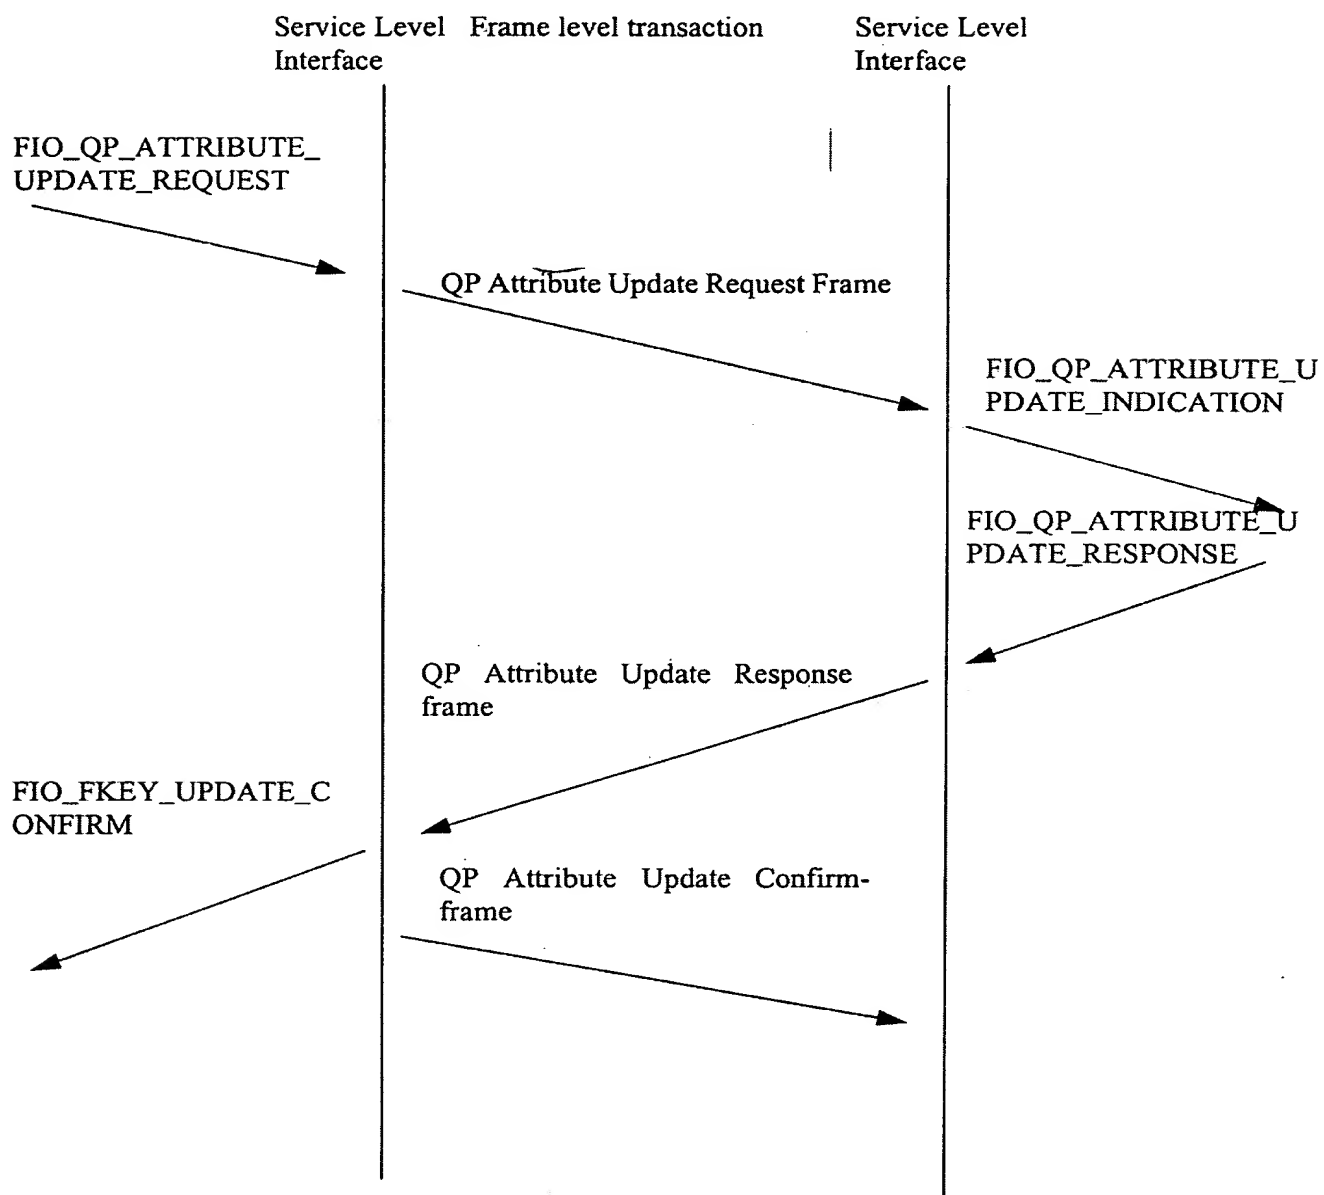 Service Level Frame level transaction Service Level
Interface Interface
FIO_QP_ATTRIBUTE_
UPDATE_REQUEST
QP Attribute Update Request Frame
FIO_QP_ATTRIBUTE_U
PDATE_INDICATION
FIO_QP_ATTRIBUTE_U
PDATE_RESPONSE
QP Attribute Update Response
frame
FIO_FKEY_UPDATE_C
ONFIRM
QP Attribute Update Confirm-
frame